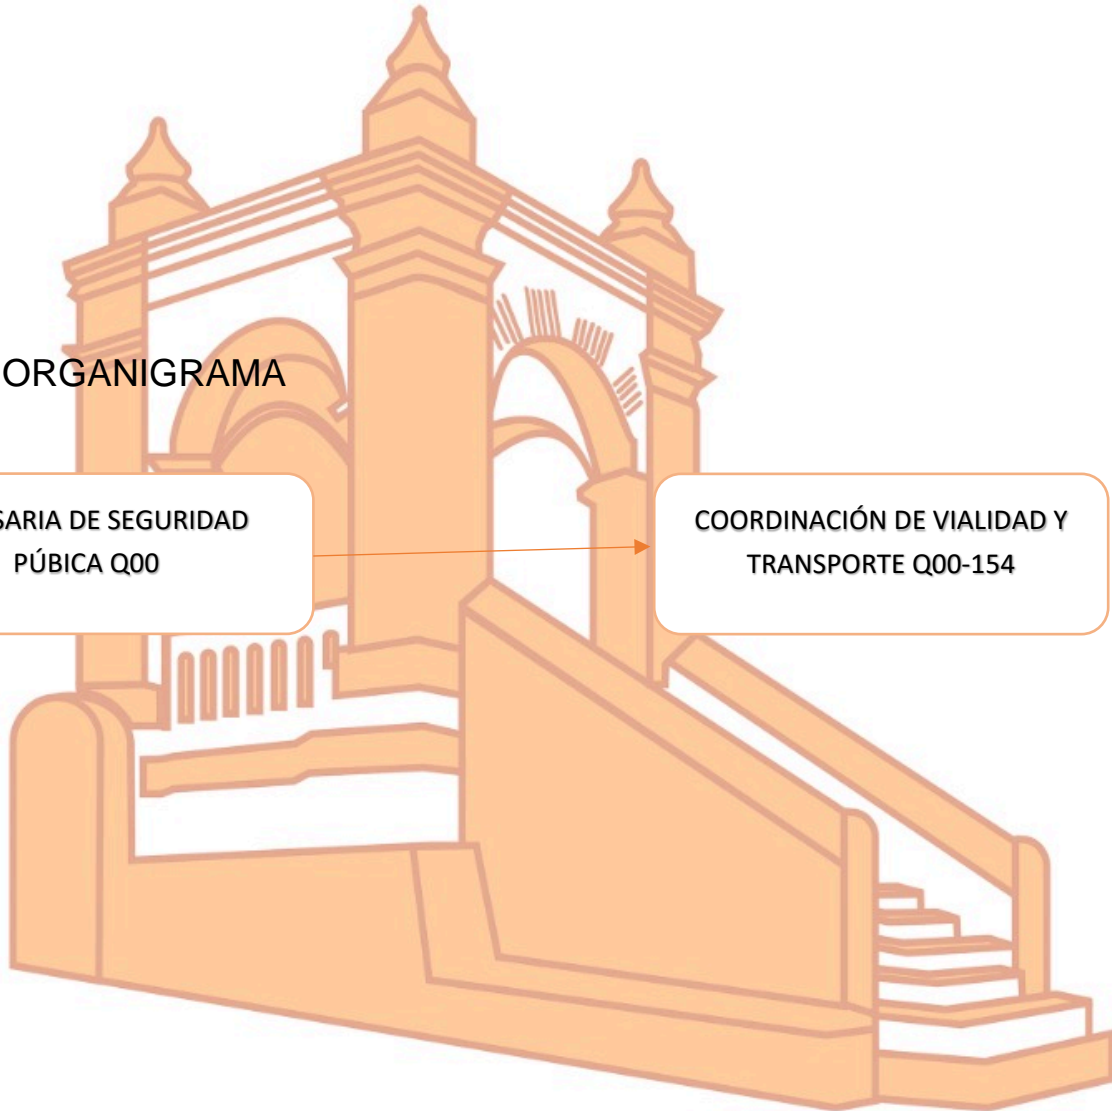 ORGANIGRAMA
SARIA DE SEGURIDAD
PÚBICA Q00
COORDINACIÓN DE VIALIDAD Y
TRANSPORTE Q00-154